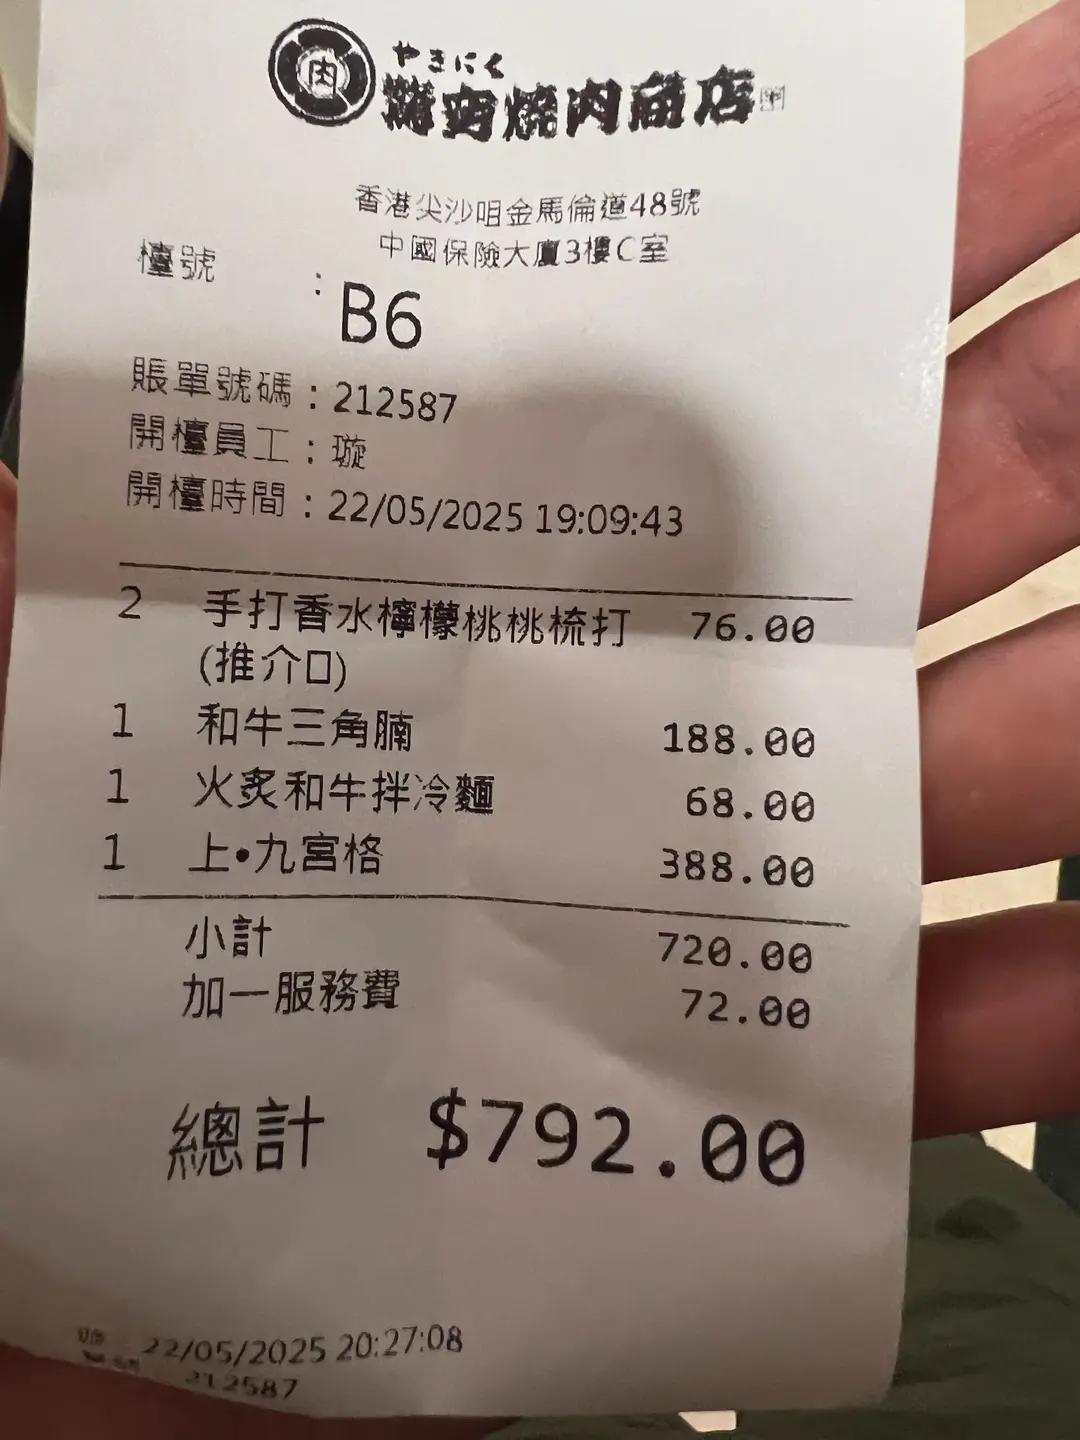 肉
やきにく
燒肉商店
香港尖沙咀金馬倫道48號
中國保險大廈3樓C室
檯號 : B6
賬單號碼 : 212587
開檯員工 : 璇
開檯時間 : 22/05/2025 19:09:43
2 手打香水檸檬桃桃梳打 76.00
(推介口)
1 和牛三角腩 188.00
1 火炙和牛拌冷麵 68.00
1 上•九宮格 388.00
小計 720.00
加一服務費 72.00
總計 $792.00
22/05/2025 20:27:08
212587